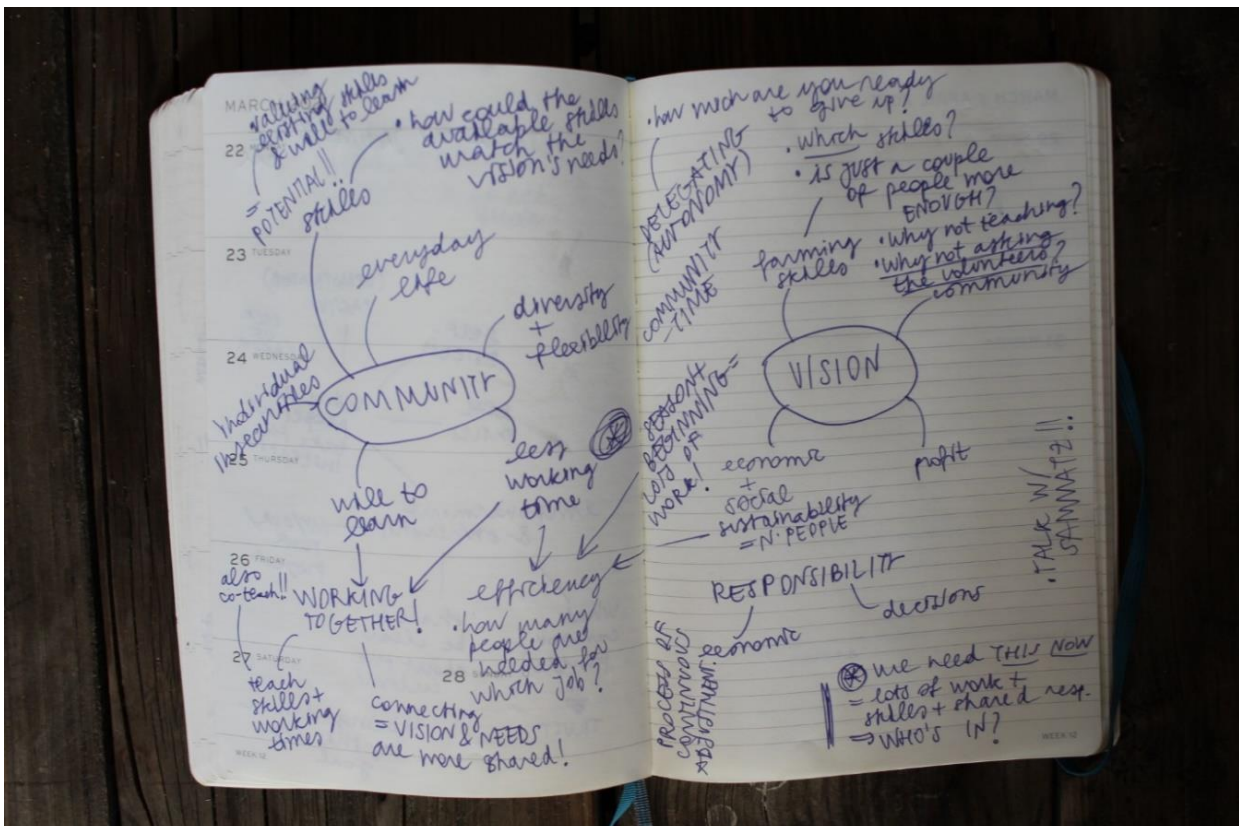 MARCH
• valuing
existing skills
& will to learn
=
POTENTIAL!!
• how could the
available skills
match the
vision's needs?
skills
22
23 TUESDAY
everyday
life
diversity
+
flexibility
24 WEDNESD
individual
insecurities
COMMUNITY
25 THURSDAY
less
working
time
will to
learn
26 FRIDAY
also
co-teach!!
WORKING
TOGETHER!
efficiency
• how many
people are
needed for
which job?
27 SATURDAY
28
teach
skills +
working
times
connecting
= VISION & NEEDS
are more shared!
WEEK 12
• how much are you ready
to give up?
DELEGATING
(AUTONOMY)
COMMUNITY
TIME
• which skills?
• is just a couple
of people more
ENOUGH?
farming
skills
• why not teaching?
• why not asking
the volunteers?
community
VISION
SEASON +
BEGINNING =
LOTS OF
WORK!
economic
+
social
sustainability
= N. PEOPLE
profit
• TALK W/
!!
RESPONSIBILITY
economic
decisions
PROCESS OF
CONTINUOUS
ADJUSTMENT.
we need THIS NOW
= lots of work +
skills + shared resp.
⇒ WHO'S IN?
WEEK 12